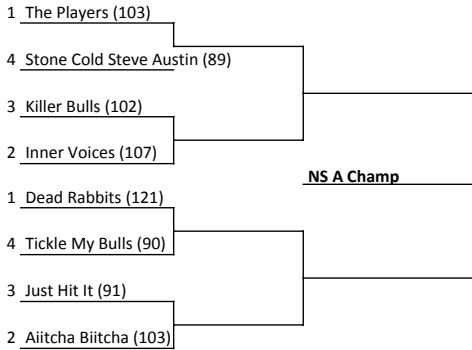 1 The Players (103)
4 Stone Cold Steve Austin (89)
3 Killer Bulls (102)
2 Inner Voices (107)
NS A Champ
1 Dead Rabbits (121)
4 Tickle My Bulls (90)
3 Just Hit It (91)
2 Aiitcha Biitcha (103)